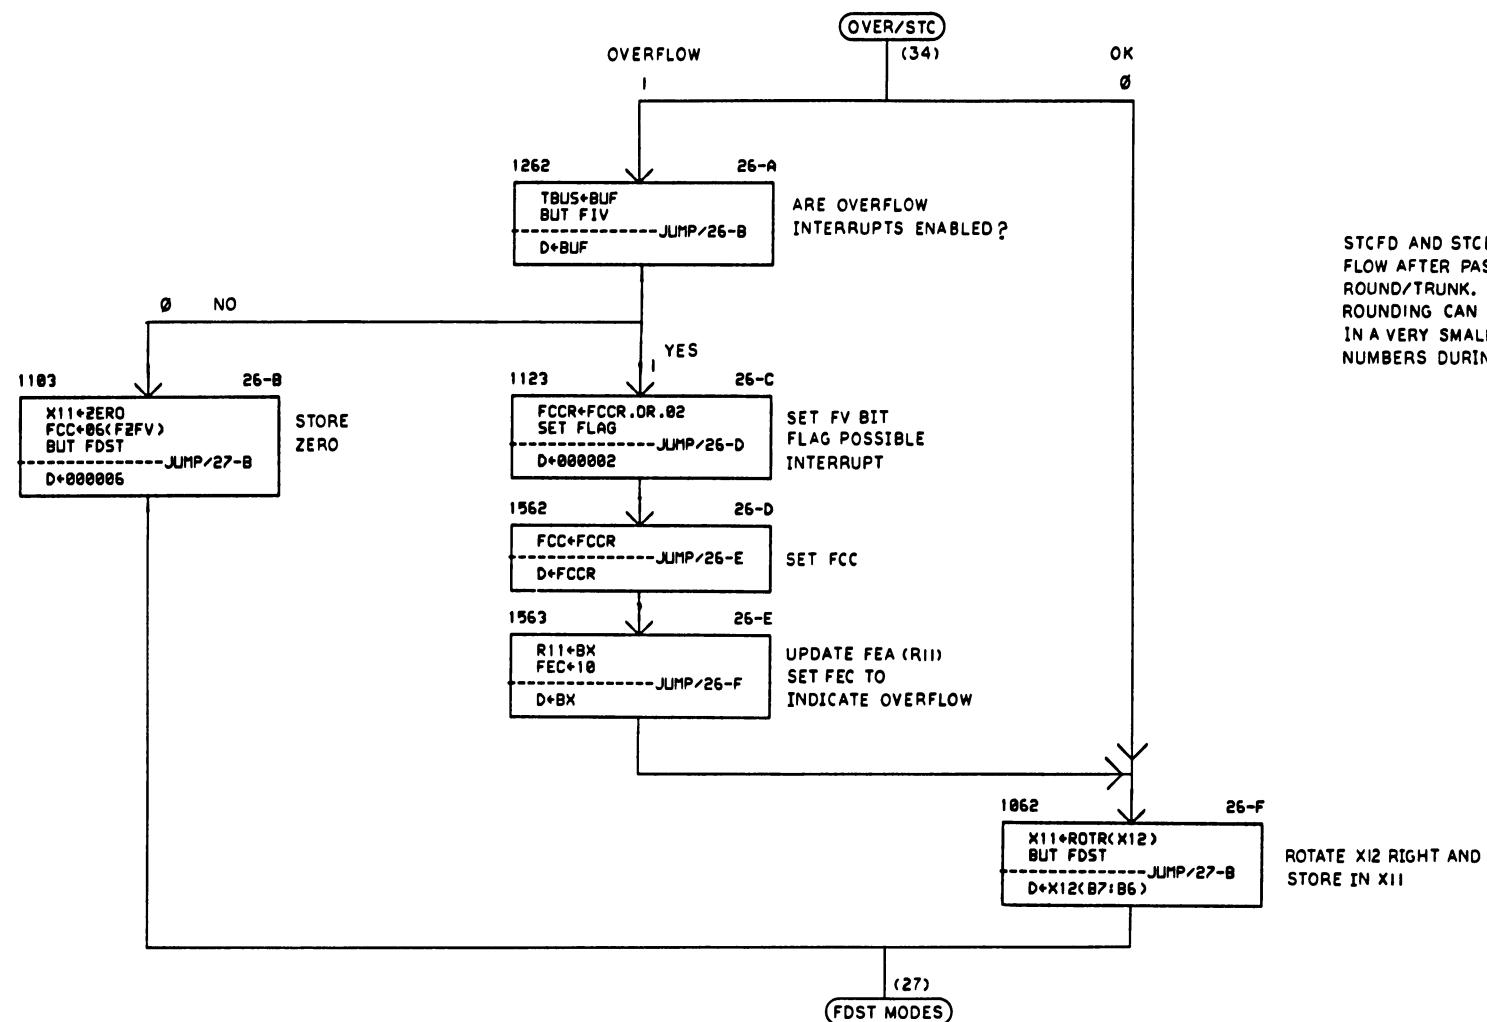 OVER/STC
(34)
OVERFLOW
1
OK
Ø
1262 26-A
TBUS←BUF
BUT FIV
JUMP/26-B
D←BUF
ARE OVERFLOW
INTERRUPTS ENABLED?
STCFD AND
FLOW AFTER
ROUND/TRUNK.
ROUNDING CAN
IN A VERY
NUMBERS
Ø NO
YES
1
1103 26-B
X11←ZERO
FCC←06(FZFV)
BUT FDST
JUMP/27-B
D←000006
STORE
ZERO
1123 26-C
FCCR←FCCR.OR.02
SET FLAG
JUMP/26-D
D←000002
SET FV BIT
FLAG POSSIBLE
INTERRUPT
1562 26-D
FCC←FCCR
JUMP/26-E
D←FCCR
SET FCC
1563 26-E
R11←BX
FEC←10
JUMP/26-F
D←BX
UPDATE FEA (R11)
SET FEC TO
INDICATE OVERFLOW
1062 26-F
X11←ROTR(X12)
BUT FDST
JUMP/27-B
D←X12(B7:B6)
ROTATE X12 RIGHT AND
STORE IN X11
(27)
FDST MODES